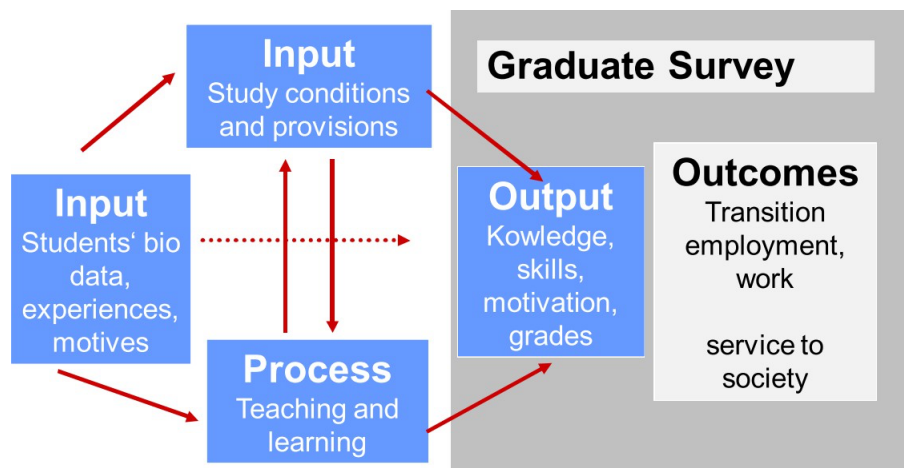 Input
Study conditions
and provisions
Graduate Survey
Input
Students‘ bio
data,
experiences,
motives
Output
Kowledge,
skills,
motivation,
grades
Outcomes
Transition
employment,
work
service to
society
Process
Teaching and
learning